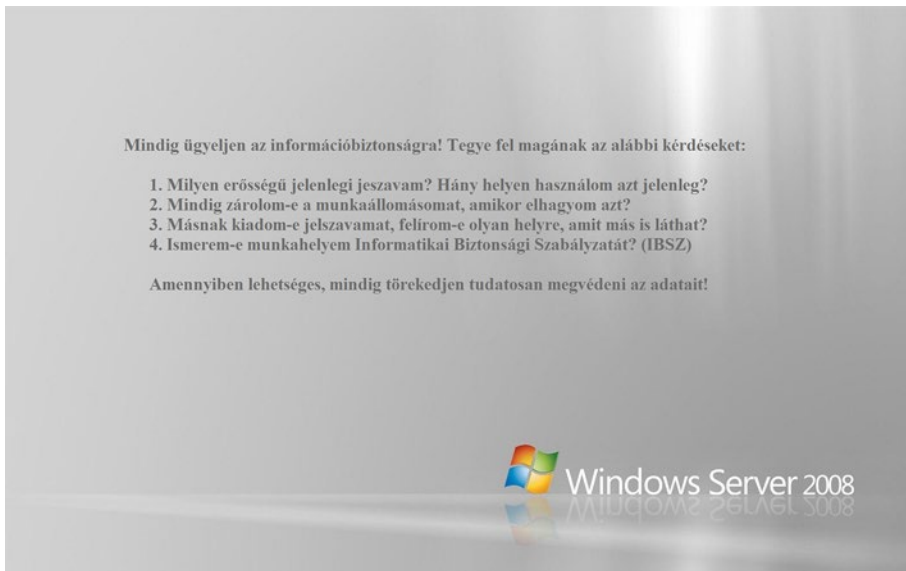 Mindig ügyeljen az információbiztonságra! Tegye fel magának az alábbi kérdéseket:
1. Milyen erősségű jelenlegi jeszavam? Hány helyen használom azt jelenleg?
2. Mindig zárolom-e a munkaállomásomat, amikor elhagyom azt?
3. Másnak kiadom-e jelszavamat, felírom-e olyan helyre, amit más is láthat?
4. Ismerem-e munkahelyem Informatikai Biztonsági Szabályzatát? (IBSZ)
Amennyiben lehetséges, mindig törekedjen tudatosan megvédeni az adatait!
Windows Server 2008